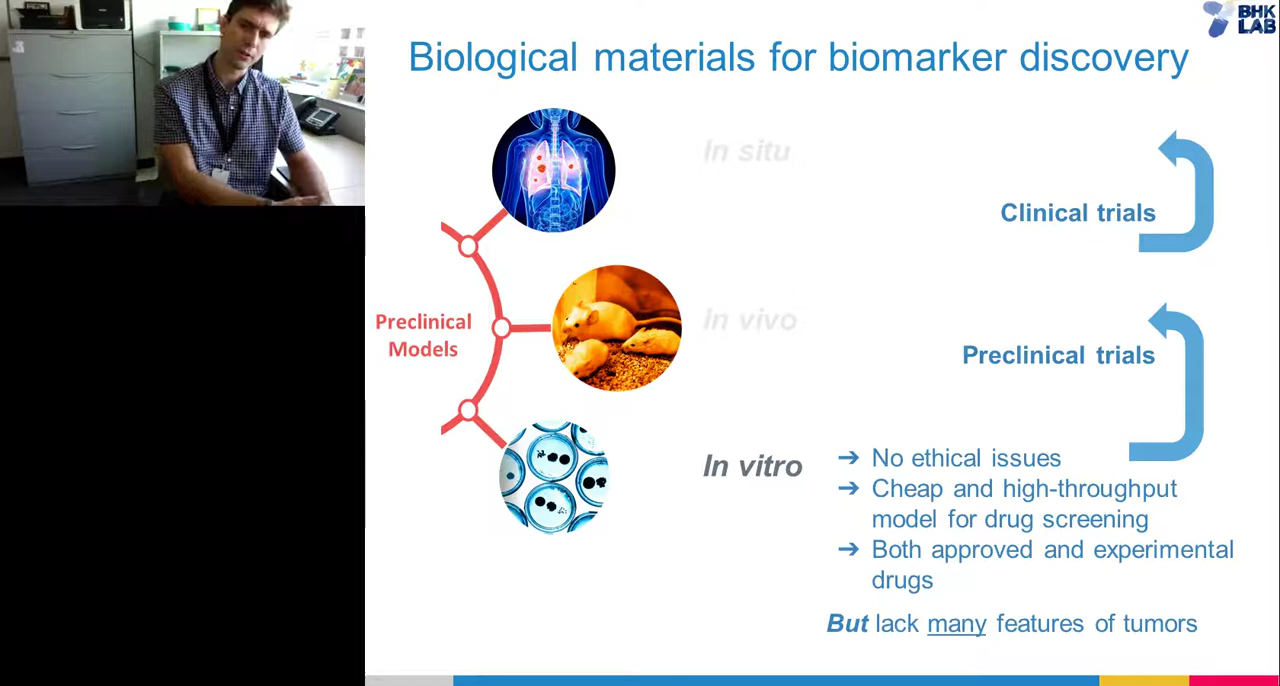 BHK
LAB
Biological materials for biomarker discovery
In situ
Clinical trials
Preclinical
Models
In vivo
Preclinical trials
In vitro
➔ No ethical issues
➔ Cheap and high-throughput
model for drug screening
➔ Both approved and experimental
drugs
But lack many features of tumors